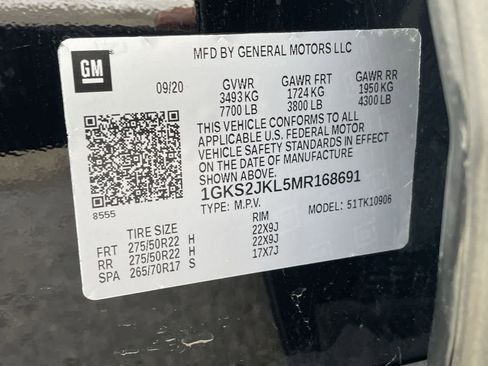 GM
MFD BY GENERAL MOTORS LLC
09/20 GVWR GAWR FRT GAWR RR
3493 KG 1724 KG 1950 KG
7700 LB 3800 LB 4300 LB
THIS VEHICLE CONFORMS TO ALL
APPLICABLE U.S. FEDERAL MOTOR
VEHICLE SAFETY STANDARDS IN EFFECT
ON THE DATE OF MANUFACTURE
SHOWN ABOVE.
8555 1GKS2JKL5MR168691
TYPE: M.P.V. MODEL: 51TK10906
TIRE SIZE RIM
FRT 275/50R22 H 22X9J
RR 275/50R22 H 22X9J
SPA 265/70R17 S 17X7J